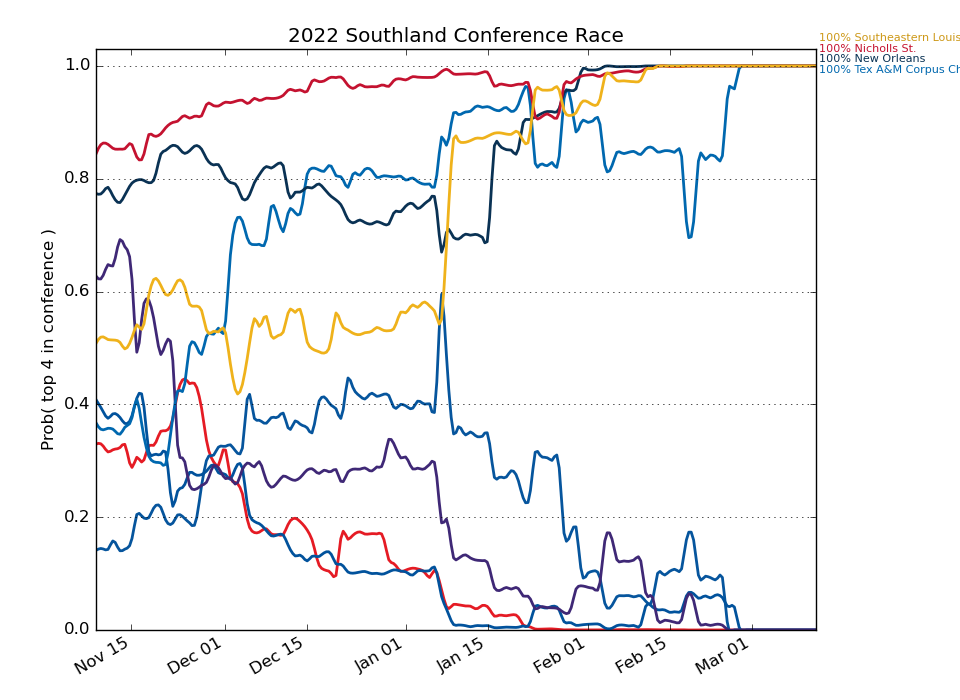 2022 Southland Conference Race
100% Southeastern Louis
100% Nicholls St.
100% New Orleans
100% Tex A&M Corpus Ch
Prob( top 4 in conference )
1.0
0.8
0.6
0.4
0.2
0.0
Nov 15
Dec 01
Dec 15
Jan 01
Jan 15
Feb 01
Feb 15
Mar 01